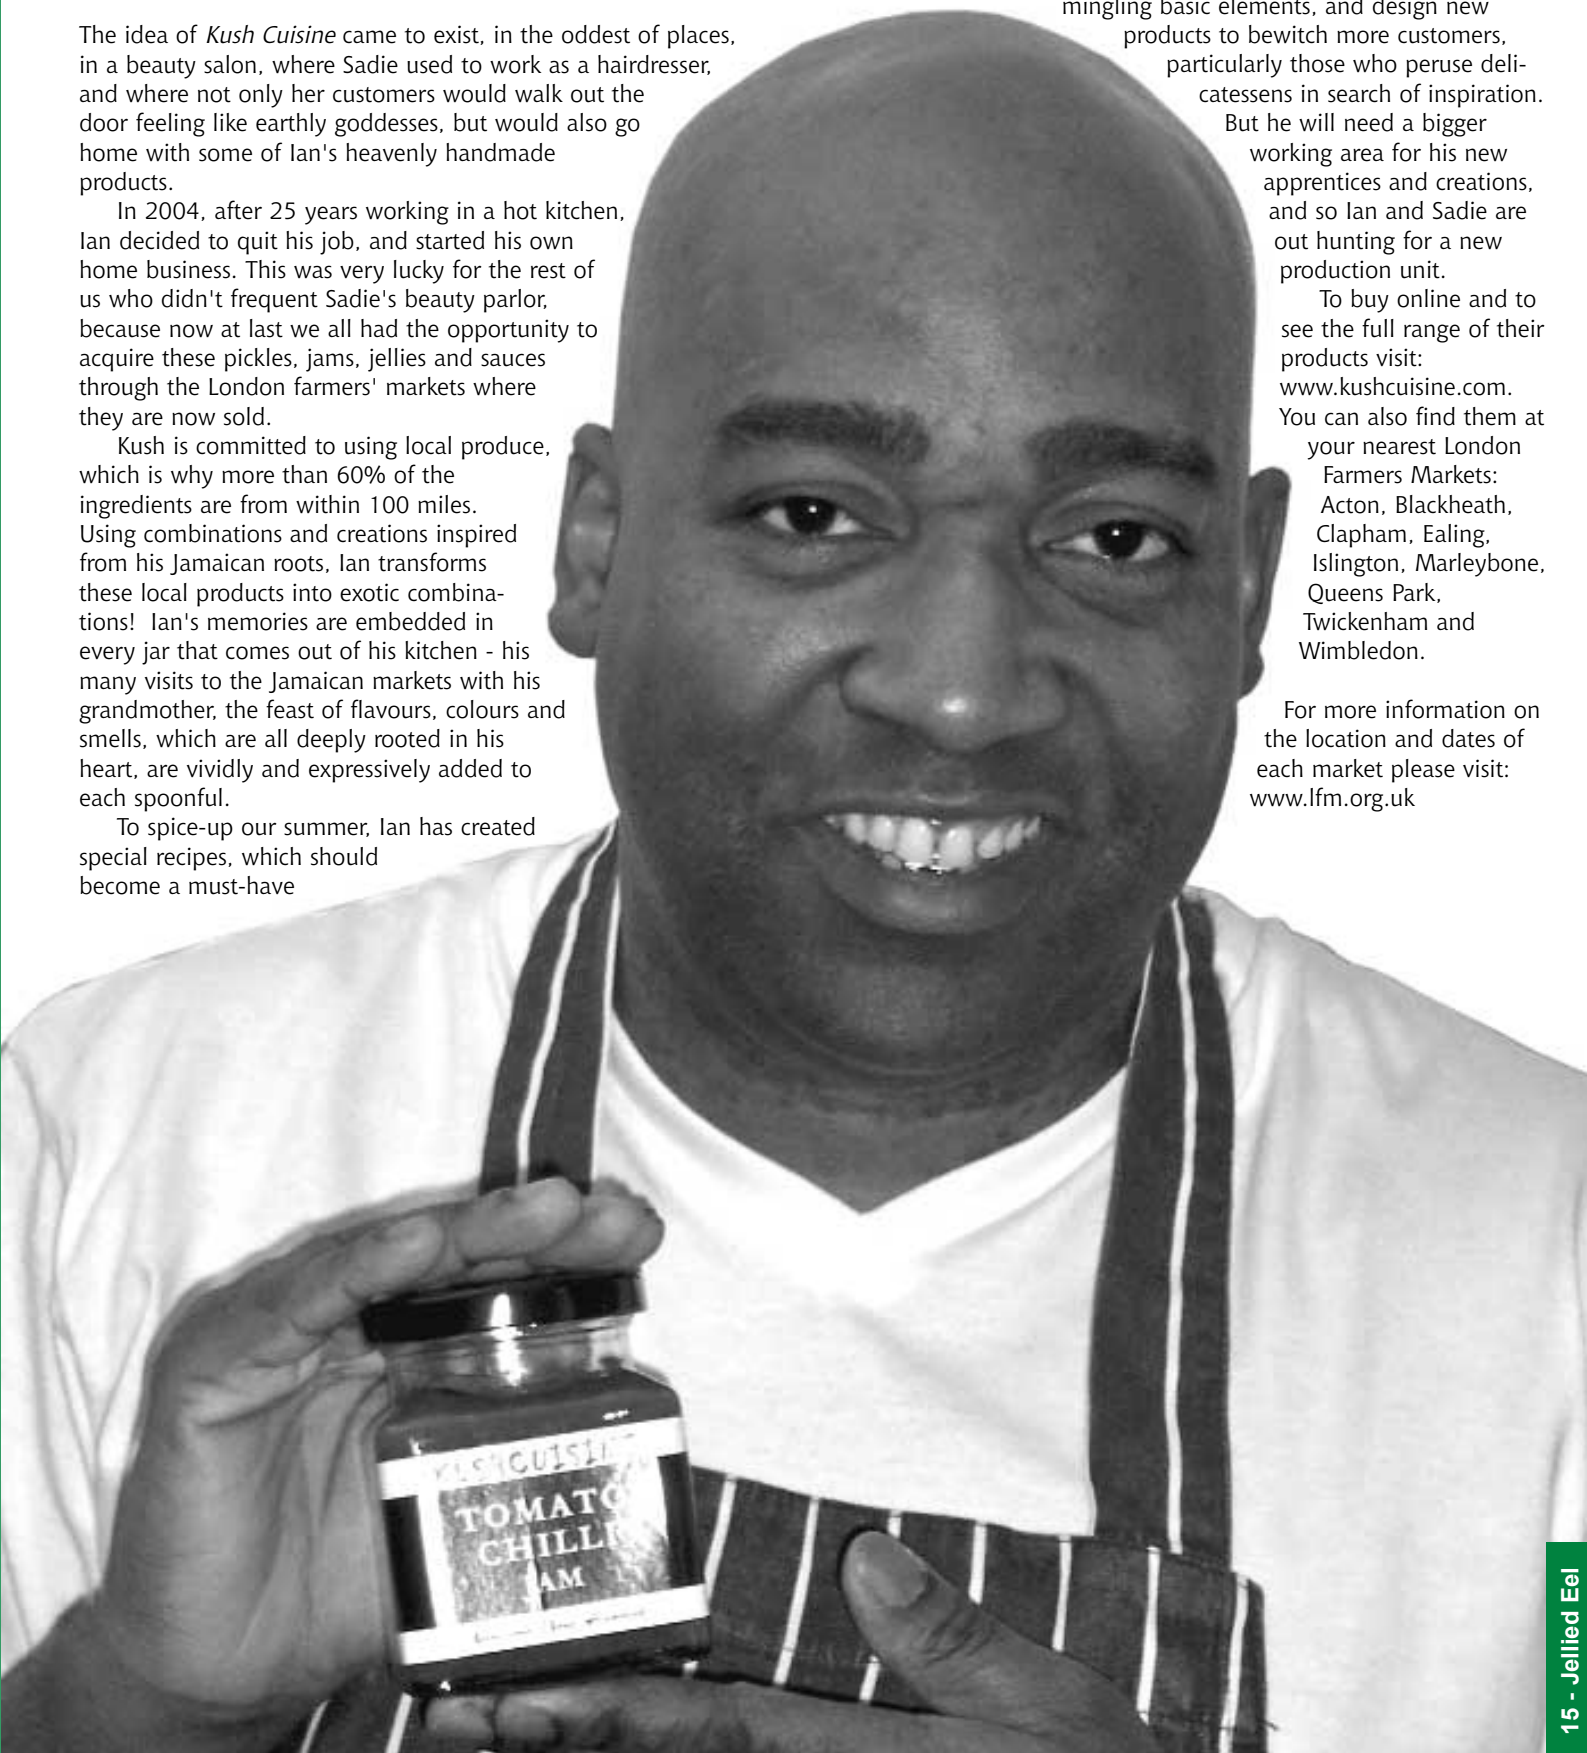 The idea of Kush Cuisine came to exist, in the oddest of places,
in a beauty salon, where Sadie used to work as a hairdresser,
and where not only her customers would walk out the
door feeling like earthly goddesses, but would also go
home with some of Ian's heavenly handmade
products.
In 2004, after 25 years working in a hot kitchen,
Ian decided to quit his job, and started his own
home business. This was very lucky for the rest of
us who didn't frequent Sadie's beauty parlor,
because now at last we all had the opportunity to
acquire these pickles, jams, jellies and sauces
through the London farmers' markets where
they are now sold.
Kush is committed to using local produce,
which is why more than 60% of the
ingredients are from within 100 miles.
Using combinations and creations inspired
from his Jamaican roots, Ian transforms
these local products into exotic combina-
tions!  Ian's memories are embedded in
every jar that comes out of his kitchen - his
many visits to the Jamaican markets with his
grandmother, the feast of flavours, colours and
smells, which are all deeply rooted in his
heart, are vividly and expressively added to
each spoonful.
To spice-up our summer, Ian has created
special recipes, which should
become a must-have
mingling basic elements, and design new
products to bewitch more customers,
particularly those who peruse deli-
catessens in search of inspiration.
But he will need a bigger
working area for his new
apprentices and creations,
and so Ian and Sadie are
out hunting for a new
production unit.
To buy online and to
see the full range of their
products visit:
www.kushcuisine.com.
You can also find them at
your nearest London
Farmers Markets:
Acton, Blackheath,
Clapham, Ealing,
Islington, Marleybone,
Queens Park,
Twickenham and
Wimbledon.
For more information on
the location and dates of
each market please visit:
www.lfm.org.uk
KUSHCUISINE
TOMATO
CHILLI
JAM
15 - Jellied Eel